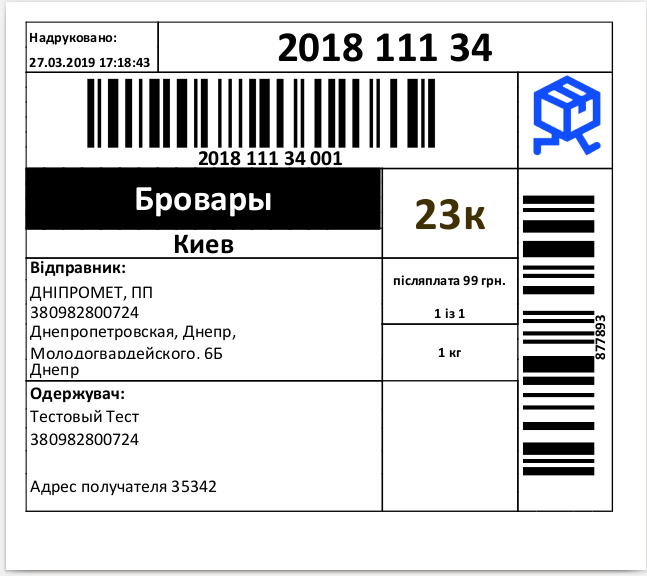 Надруковано:
27.03.2019 17:18:43
2018 111 34
2018 111 34 001
Бровары
Киев
23к
Відправник:
ДНІПРОМЕТ, ПП
380982800724
Днепропетровская, Днепр,
Молодогвардейского, 6Б
Днепр
післяплата 99 грн.
1 із 1
1 кг
877893
Одержувач:
Тестовый Тест
380982800724
Адрес получателя 35342